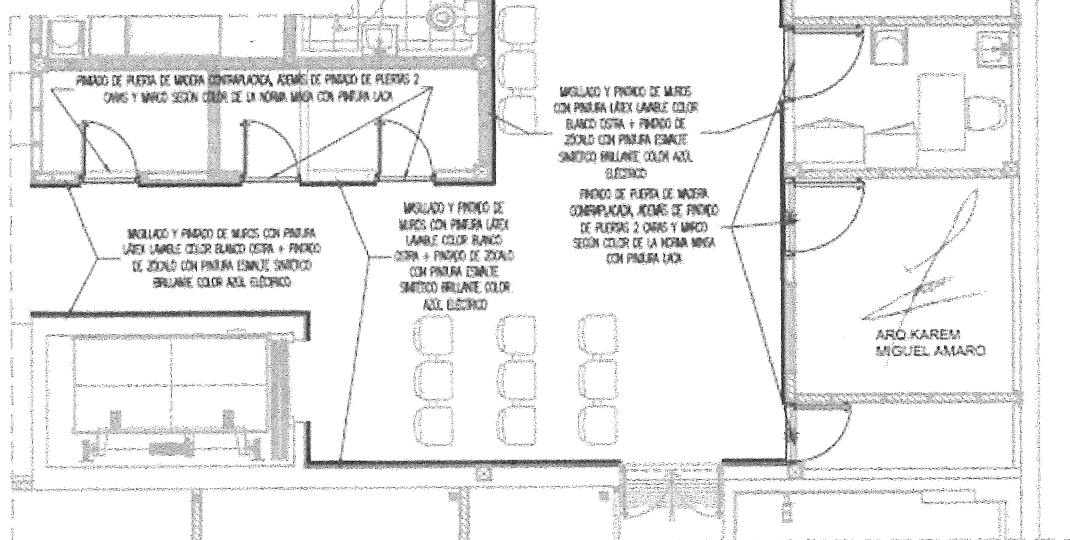 PINTADO DE PUERTA DE MADERA CONTRAPLACADA, ADEMÁS DE PINTADO DE PUERTAS 2
CARAS Y MARCO SEGÚN COLOR DE LA NORMA MINSA CON PINTURA LACA
MASILLADO Y PINTADO DE MUROS
CON PINTURA LÁTEX LAVABLE COLOR
BLANCO OSTRA + PINTADO DE
ZÓCALO CON PINTURA ESMALTE
SINTÉTICO BRILLANTE COLOR AZÚL
ELÉCTRICO
PINTADO DE PUERTA DE MADERA
CONTRAPLACADA, ADEMÁS DE PINTADO
DE PUERTAS 2 CARAS Y MARCO
SEGÚN COLOR DE LA NORMA MINSA
CON PINTURA LACA
MASILLADO Y PINTADO DE
MUROS CON PINTURA LÁTEX
LAVABLE COLOR BLANCO
OSTRA + PINTADO DE ZÓCALO
CON PINTURA ESMALTE
SINTÉTICO BRILLANTE COLOR
AZÚL ELÉCTRICO
MASILLADO Y PINTADO DE MUROS CON PINTURA
LÁTEX LAVABLE COLOR BLANCO OSTRA + PINTADO
DE ZÓCALO CON PINTURA ESMALTE SINTÉTICO
BRILLANTE COLOR AZÚL ELÉCTRICO
ARQ.KAREM
MIGUEL AMARO